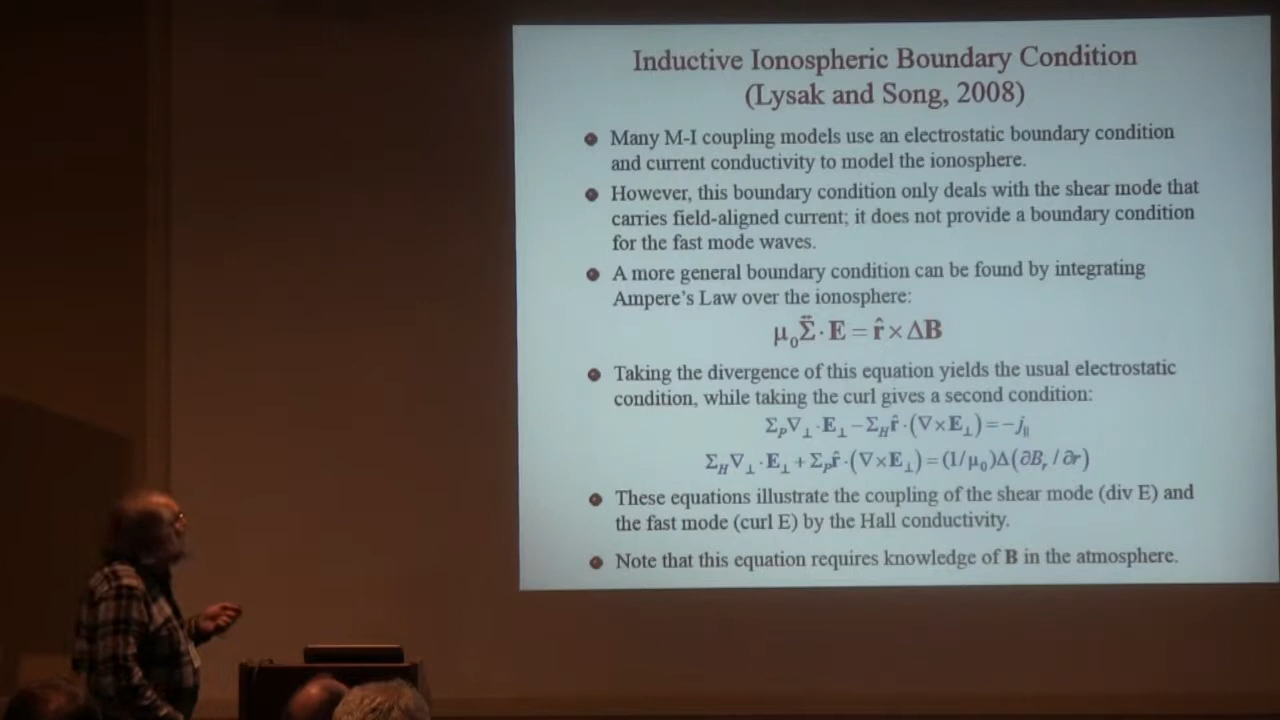 Inductive Ionospheric Boundary Condition
(Lysak and Song, 2008)
Many M-I coupling models use an electrostatic boundary condition
and current conductivity to model the ionosphere.
However, this boundary condition only deals with the shear mode that
carries field-aligned current; it does not provide a boundary condition
for the fast mode waves.
A more general boundary condition can be found by integrating
Ampere's Law over the ionosphere:
μ₀Σ⃡ · E = r̂ × ΔB
Taking the divergence of this equation yields the usual electrostatic
condition, while taking the curl gives a second condition:
Σ_P∇_⊥ · E_⊥ − Σ_H r̂ · (∇ × E_⊥) = −j_∥
Σ_H∇_⊥ · E_⊥ + Σ_P r̂ · (∇ × E_⊥) = (1/μ₀)Δ(∂B_r / ∂r)
These equations illustrate the coupling of the shear mode (div E) and
the fast mode (curl E) by the Hall conductivity.
Note that this equation requires knowledge of B in the atmosphere.